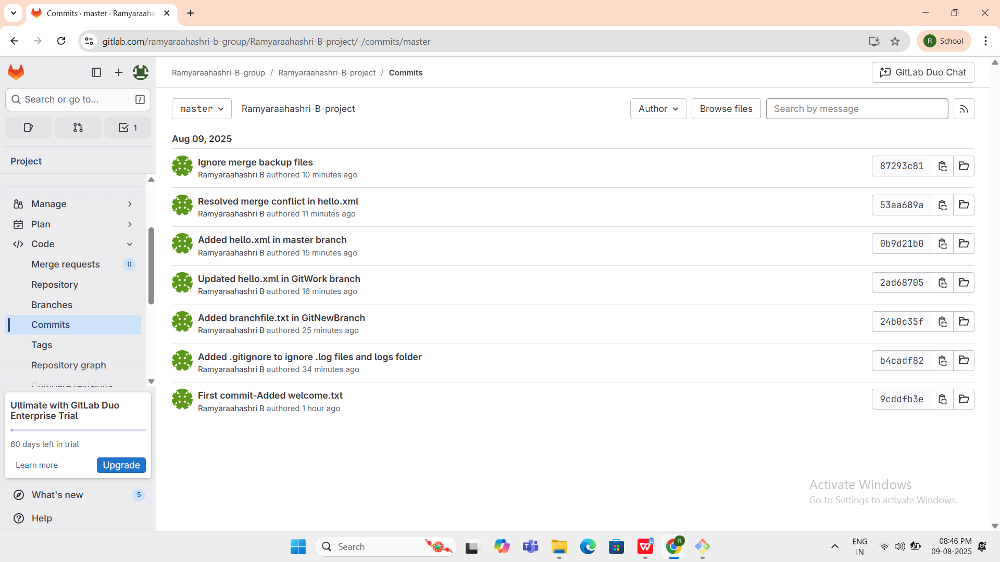 Commits · master · Ramyaraaha
gitlab.com/ramyaraahashri-b-group/Ramyaraahashri-B-project/-/commits/master
R School
Ramyaraahashri-B-group / Ramyaraahashri-B-project / Commits
GitLab Duo Chat
Search or go to... /
1
Project
Manage
Plan
Code
Merge requests 0
Repository
Branches
Commits
Tags
Repository graph
Compare revisions
Ultimate with GitLab Duo
Enterprise Trial
60 days left in trial
Learn more Upgrade
What's new 5
Help
master Ramyaraahashri-B-project Author Browse files Search by message
Aug 09, 2025
Ignore merge backup files
Ramyaraahashri B authored 10 minutes ago
87293c81
Resolved merge conflict in hello.xml
Ramyaraahashri B authored 11 minutes ago
53aa689a
Added hello.xml in master branch
Ramyaraahashri B authored 15 minutes ago
0b9d21b0
Updated hello.xml in GitWork branch
Ramyaraahashri B authored 16 minutes ago
2ad68705
Added branchfile.txt in GitNewBranch
Ramyaraahashri B authored 25 minutes ago
24b0c35f
Added .gitignore to ignore .log files and logs folder
Ramyaraahashri B authored 34 minutes ago
b4cadf82
First commit-Added welcome.txt
Ramyaraahashri B authored 1 hour ago
9cddfb3e
Activate Windows
Go to Settings to activate Windows.
Search
R
ENG
IN
08:46 PM
09-08-2025